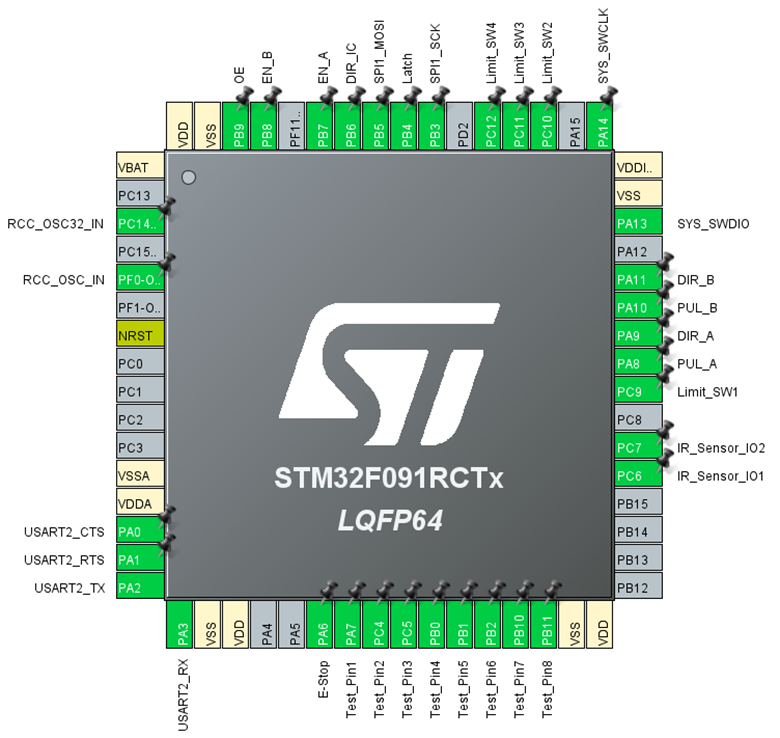 OE
EN_B
EN_A
DIR_IC
SPI1_MOSI
Latch
SPI1_SCK
Limit_SW4
Limit_SW3
Limit_SW2
SYS_SWCLK
VDD
VSS
PB9
PB8
PF11..
PB7
PB6
PB5
PB4
PB3
PD2
PC12
PC11
PC10
PA15
PA14
VBAT
PC13
RCC_OSC32_IN PC14..
PC15..
RCC_OSC_IN PF0-O..
PF1-O..
NRST
PC0
PC1
PC2
PC3
VSSA
VDDA
USART2_CTS PA0
USART2_RTS PA1
USART2_TX PA2
ST
STM32F091RCTx
LQFP64
VDDI..
VSS
PA13 SYS_SWDIO
PA12
PA11 DIR_B
PA10 PUL_B
PA9 DIR_A
PA8 PUL_A
PC9 Limit_SW1
PC8
PC7 IR_Sensor_IO2
PC6 IR_Sensor_IO1
PB15
PB14
PB13
PB12
PA3
VSS
VDD
PA4
PA5
PA6
PA7
PC4
PC5
PB0
PB1
PB2
PB10
PB11
VSS
VDD
USART2_RX
E-Stop
Test_Pin1
Test_Pin2
Test_Pin3
Test_Pin4
Test_Pin5
Test_Pin6
Test_Pin7
Test_Pin8